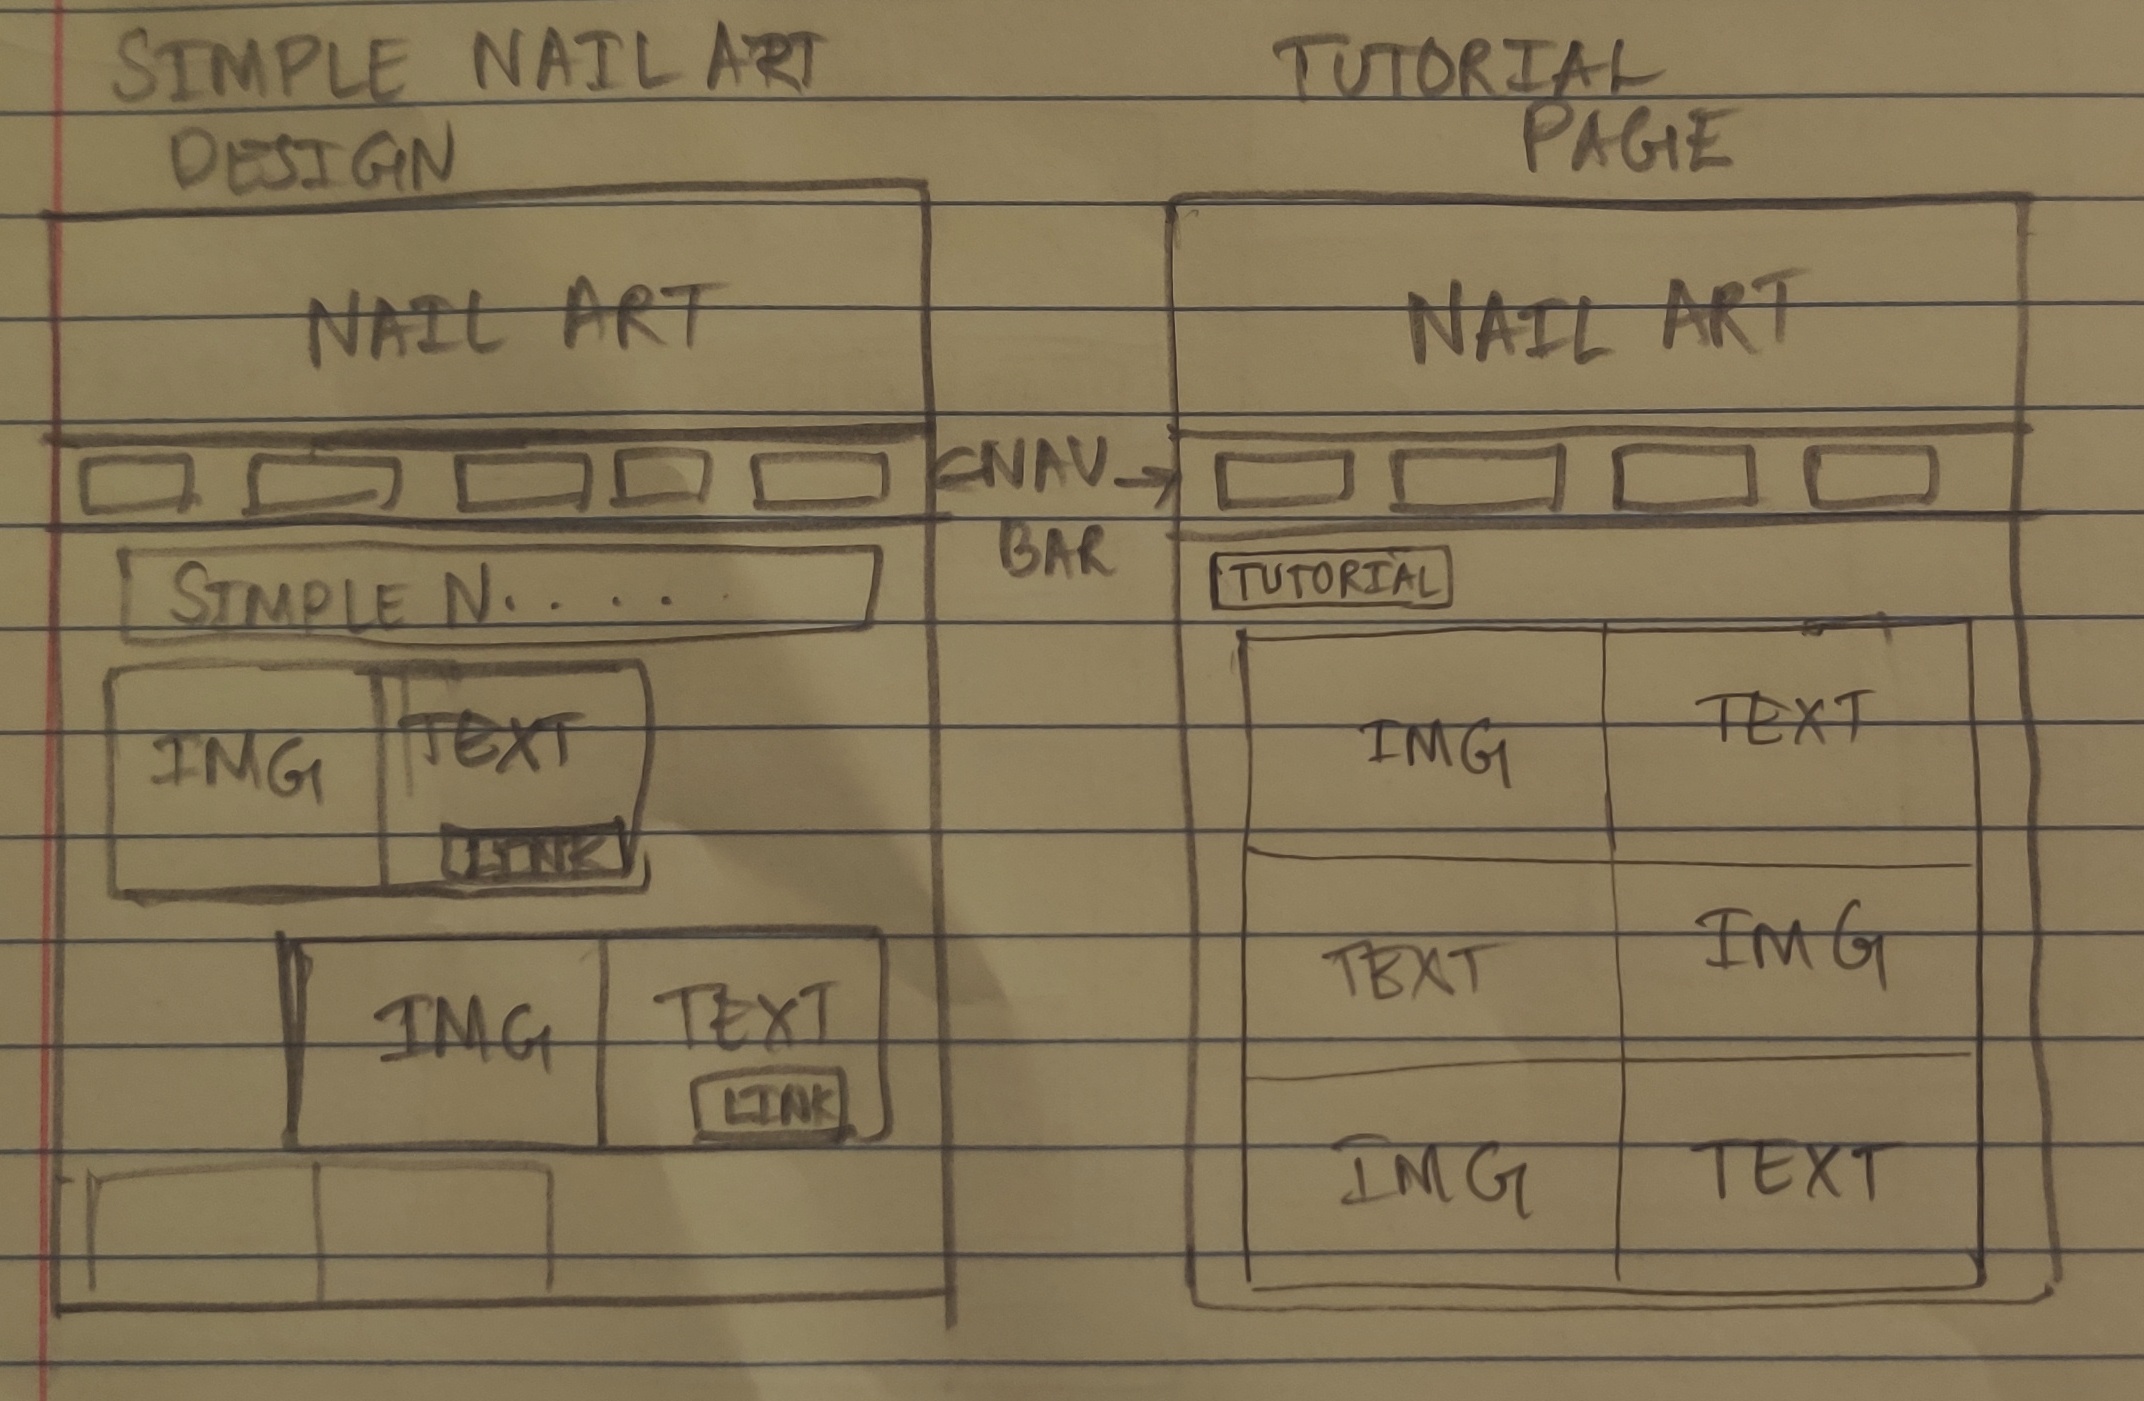 SIMPLE NAIL ART
DESIGN
NAIL ART
SIMPLE N. . . . .
IMG
TEXT
LINK
IMG
TEXT
LINK
<NAV →
BAR
TUTORIAL
PAGE
NAIL ART
TUTORIAL
IMG
TEXT
TEXT
IMG
IMG
TEXT